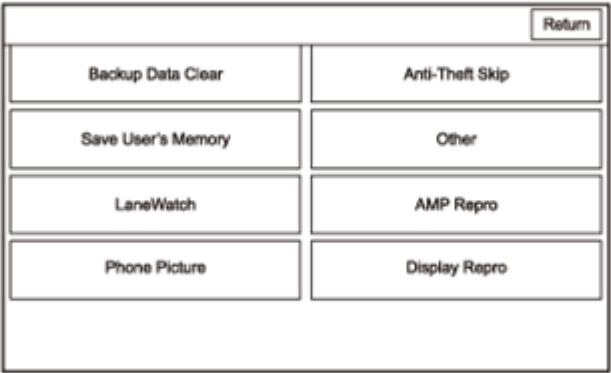 Return
Backup Data Clear
Anti-Theft Skip
Save User's Memory
Other
LaneWatch
AMP Repro
Phone Picture
Display Repro